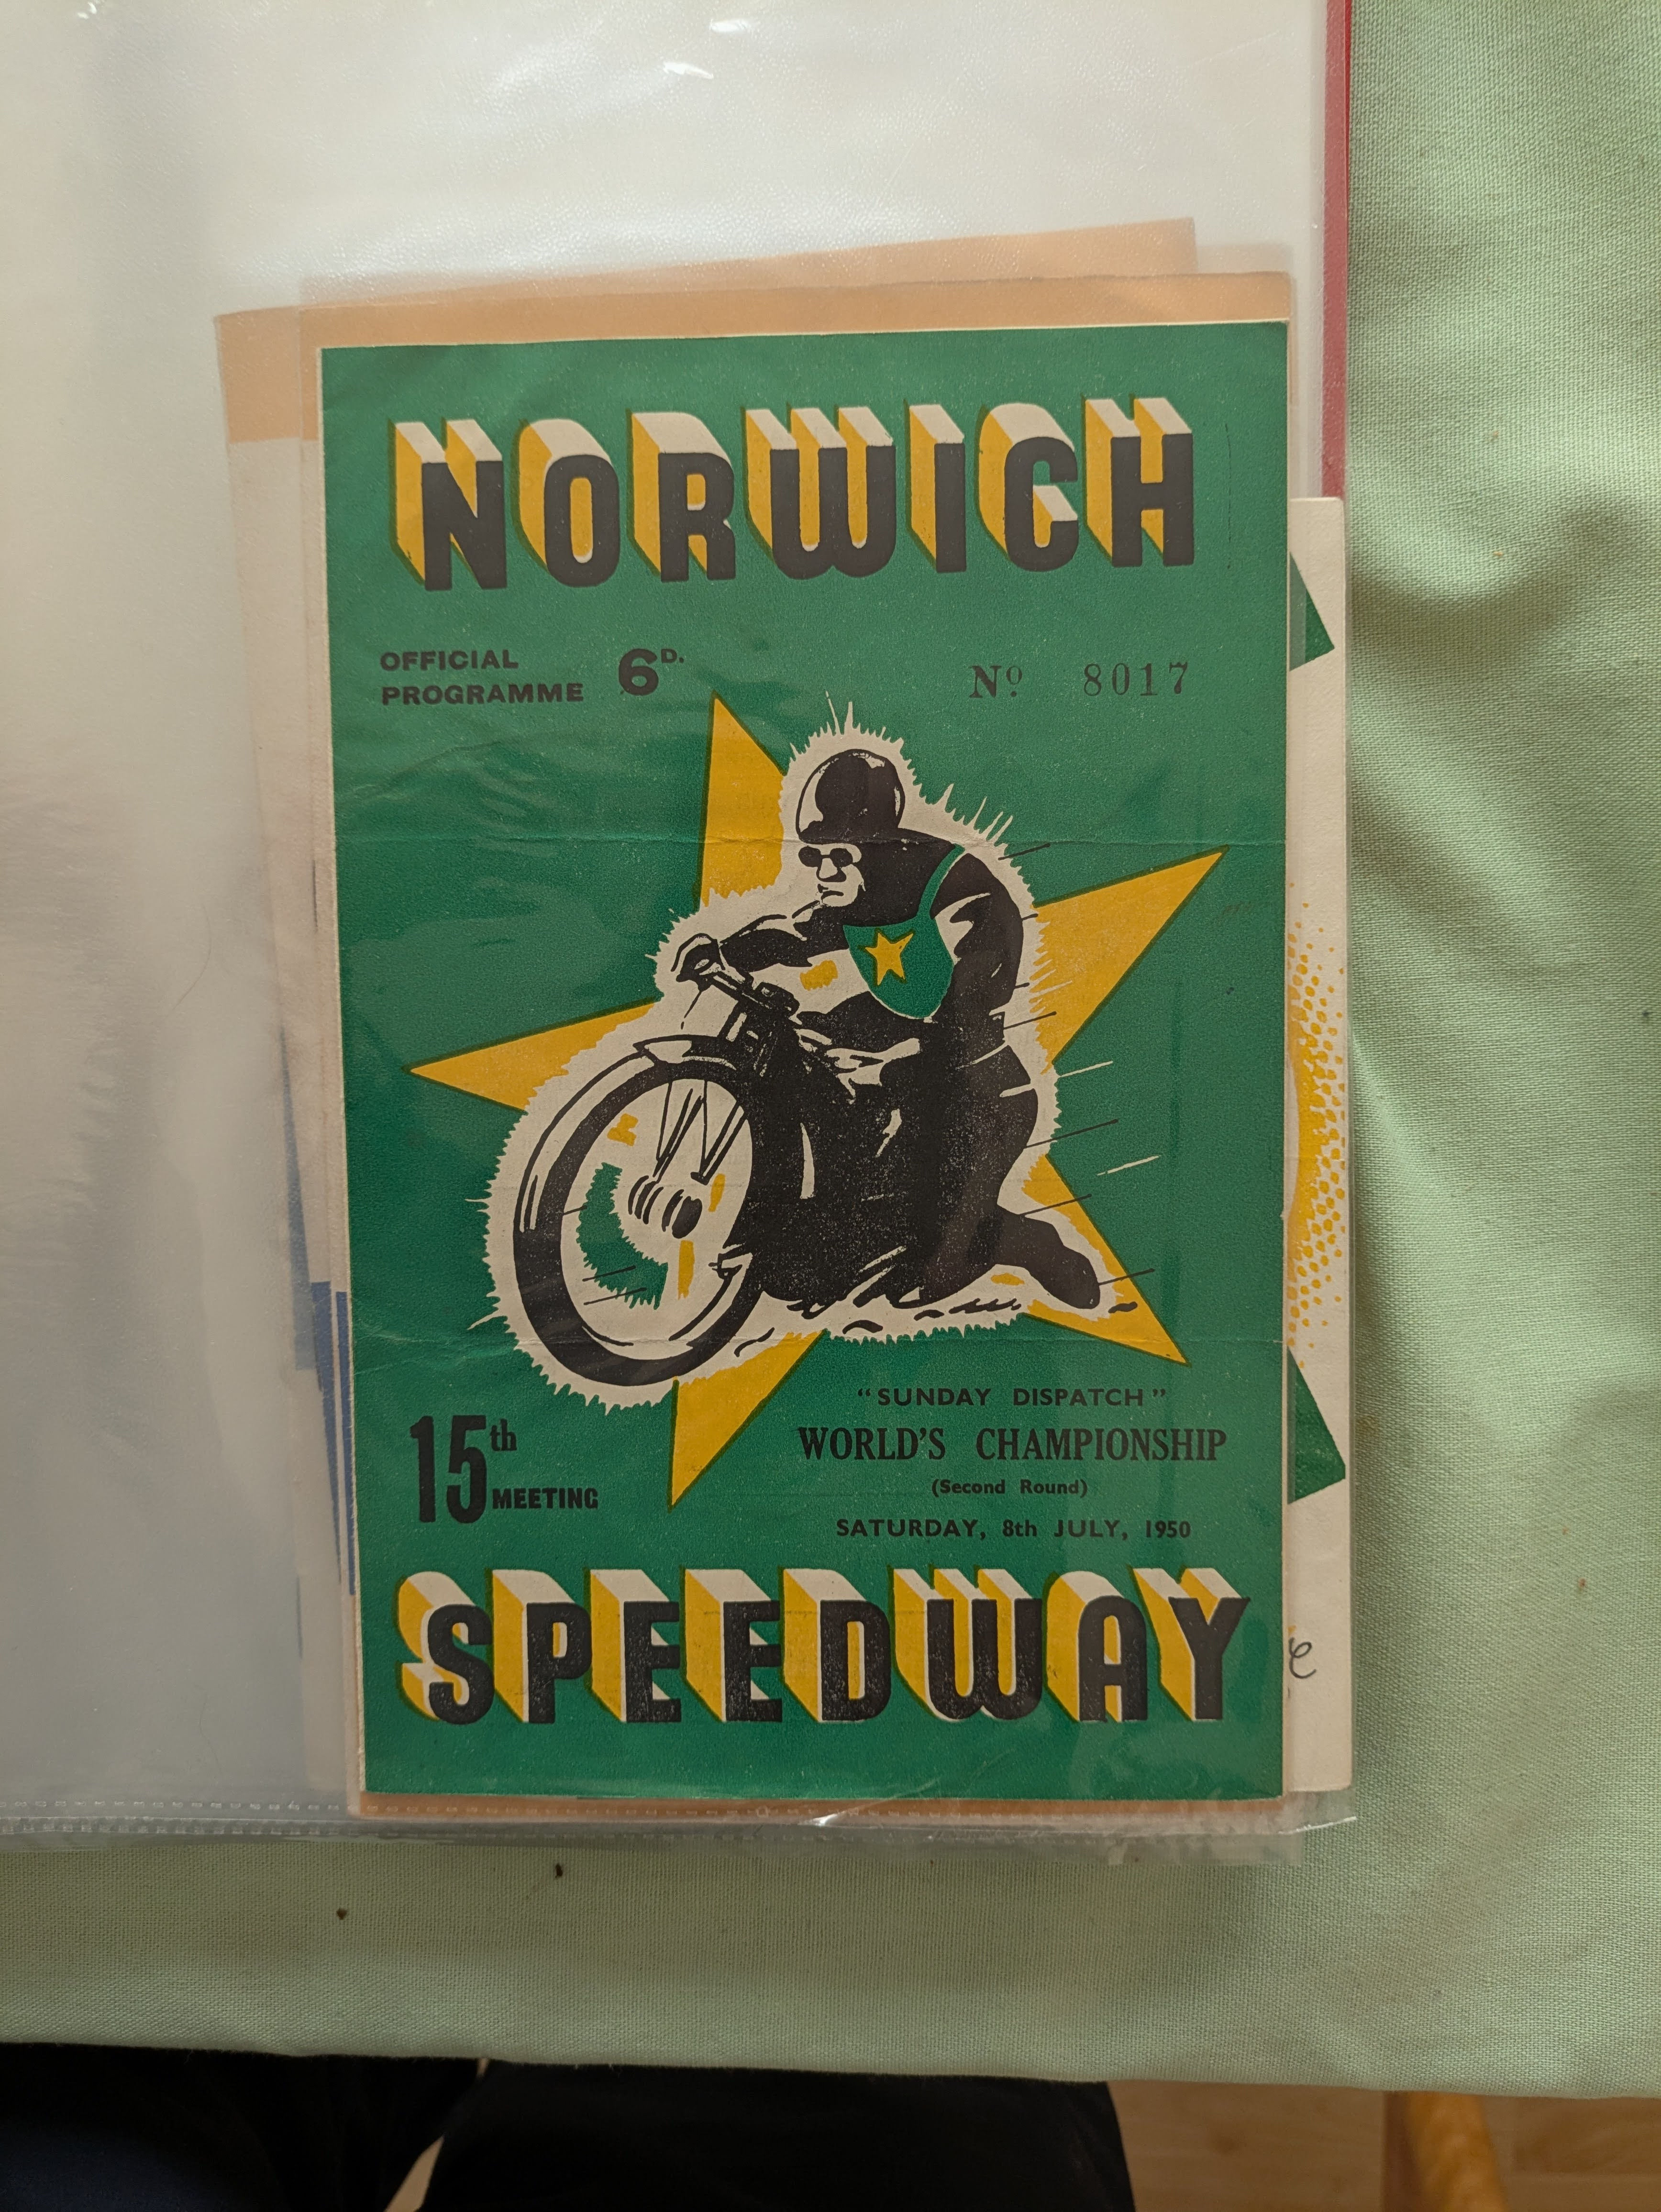 NORWICH
OFFICIAL
PROGRAMME 6D.
Nº 8017
"SUNDAY DISPATCH"
WORLD'S CHAMPIONSHIP
(Second Round)
SATURDAY, 8th JULY, 1950
15th
MEETING
SPEEDWAY